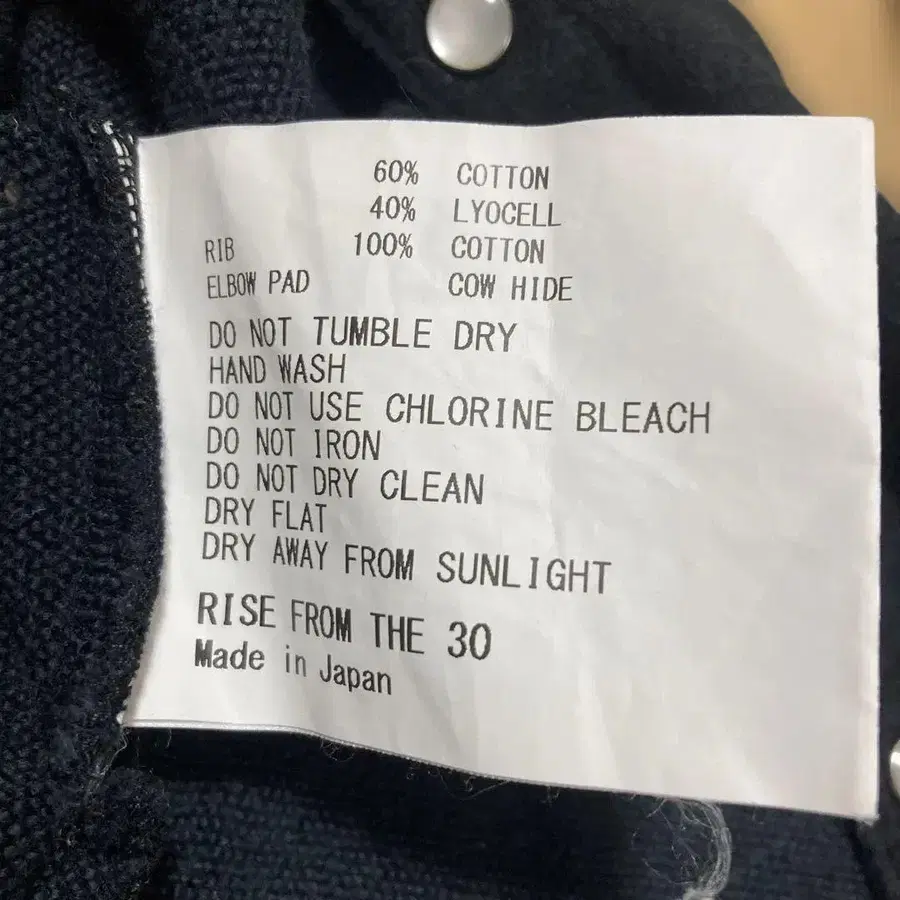 60% COTTON
40% LYOCELL
RIB 100% COTTON
ELBOW PAD COW HIDE
DO NOT TUMBLE DRY
HAND WASH
DO NOT USE CHLORINE BLEACH
DO NOT IRON
DO NOT DRY CLEAN
DRY FLAT
DRY AWAY FROM SUNLIGHT
RISE FROM THE 30
Made in Japan